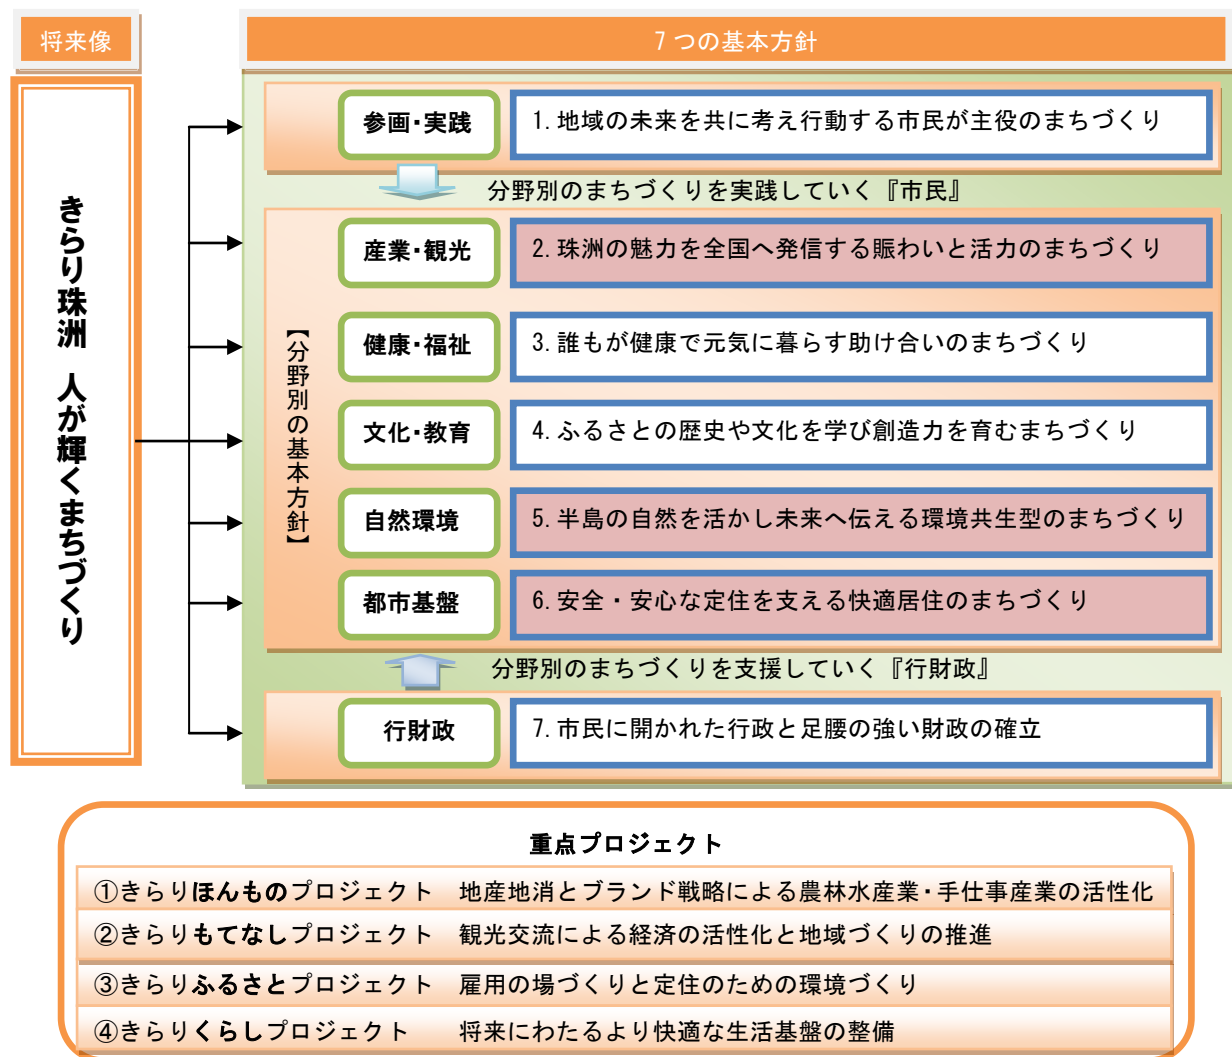 将来像
7つの基本方針
きらり珠洲　人が輝くまちづくり
参画・実践
1.地域の未来を共に考え行動する市民が主役のまちづくり
分野別のまちづくりを実践していく『市民』
【分野別の基本方針】
産業・観光
2.珠洲の魅力を全国へ発信する賑わいと活力のまちづくり
健康・福祉
3.誰もが健康で元気に暮らす助け合いのまちづくり
文化・教育
4.ふるさとの歴史や文化を学び創造力を育むまちづくり
自然環境
5.半島の自然を活かし未来へ伝える環境共生型のまちづくり
都市基盤
6.安全・安心な定住を支える快適居住のまちづくり
分野別のまちづくりを支援していく『行財政』
行財政
7.市民に開かれた行政と足腰の強い財政の確立
重点プロジェクト
①きらりほんものプロジェクト　地産地消とブランド戦略による農林水産業・手仕事産業の活性化
②きらりもてなしプロジェクト　観光交流による経済の活性化と地域づくりの推進
③きらりふるさとプロジェクト　雇用の場づくりと定住のための環境づくり
④きらりくらしプロジェクト　将来にわたるより快適な生活基盤の整備